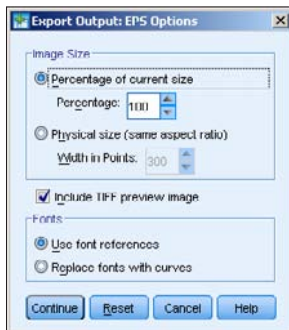 Export Output: EPS Options
Image Size
Percentage of current size
Percentage: 100
Physical size (same aspect ratio)
Width in Points: 300
Include TIFF preview image
Fonts
Use font references
Replace fonts with curves
Continue Reset Cancel Help